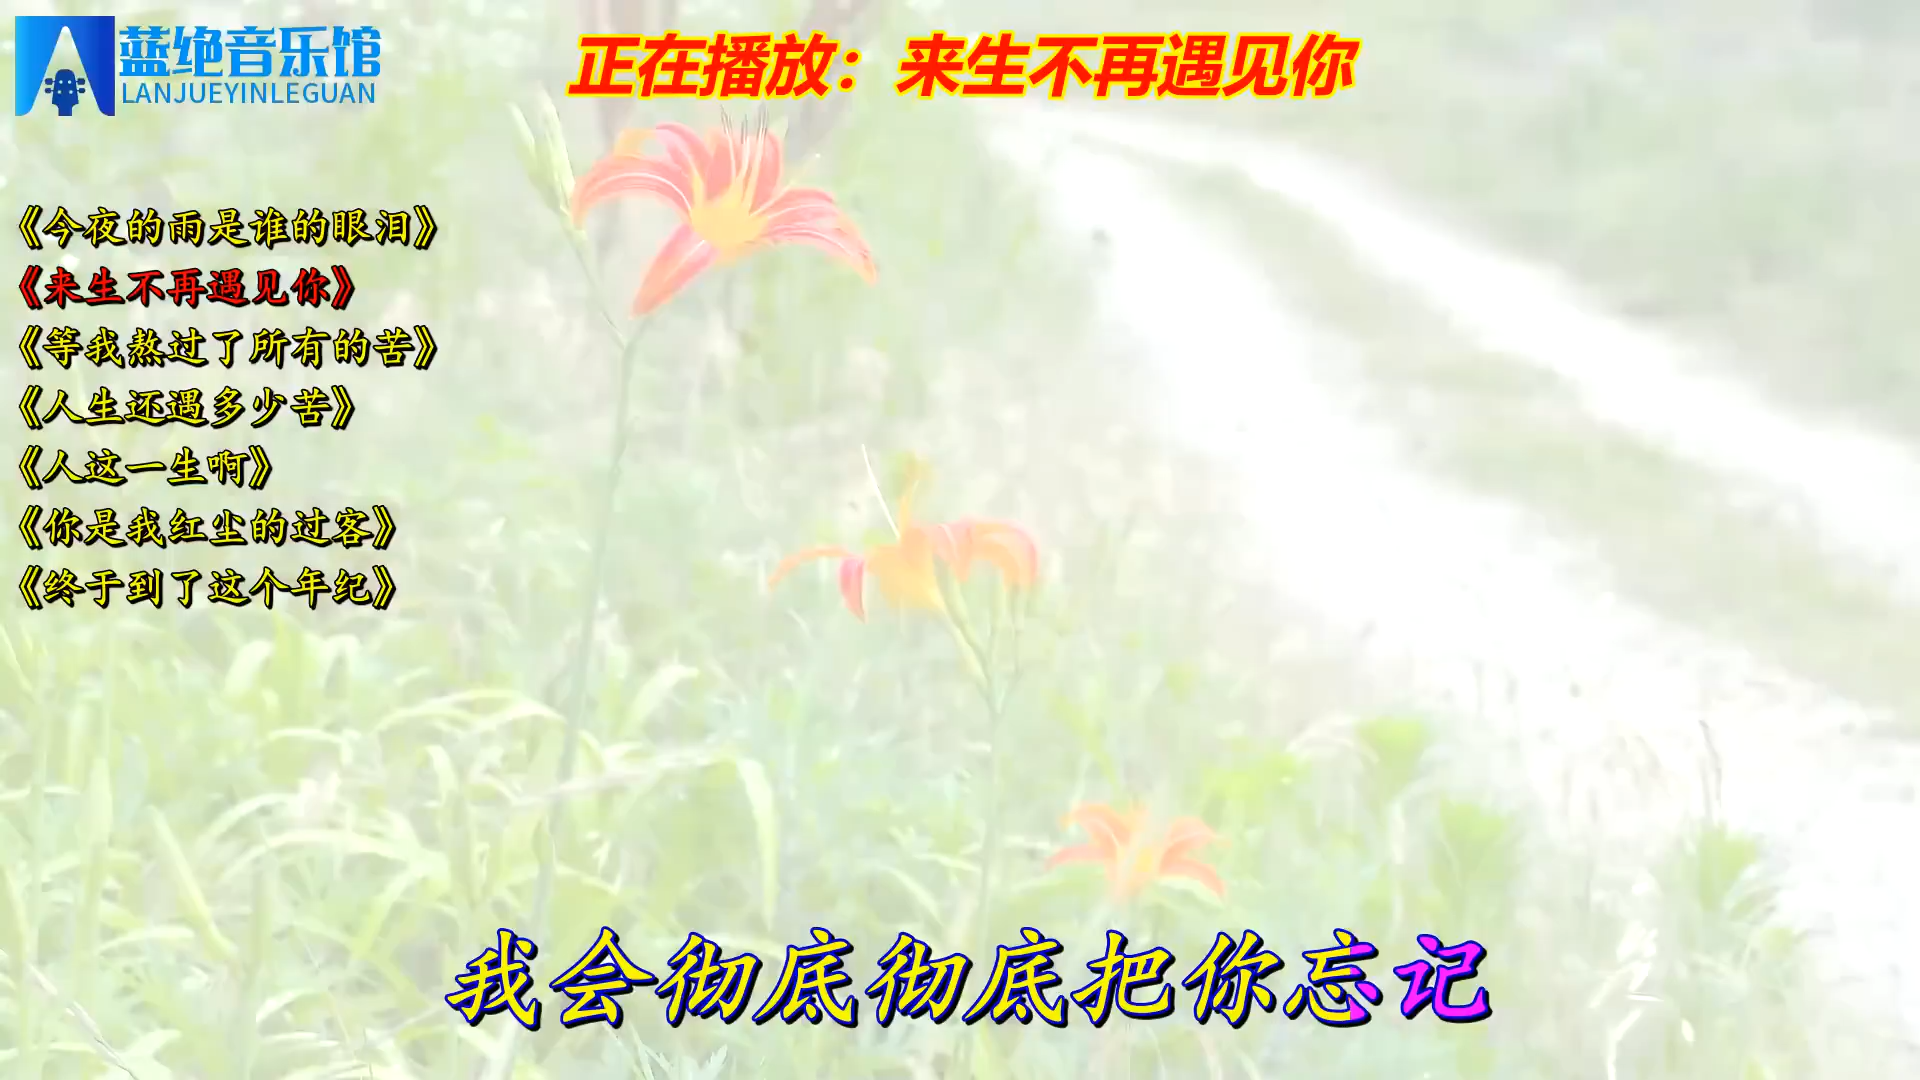 蓝绝音乐馆
LANJUEYINLEGUAN
正在播放：来生不再遇见你
《今夜的雨是谁的眼泪》
《来生不再遇见你》
《等我熬过了所有的苦》
《人生还遇多少苦》
《人这一生啊》
《你是我红尘的过客》
《终于到了这个年纪》
我会彻底彻底把你忘记